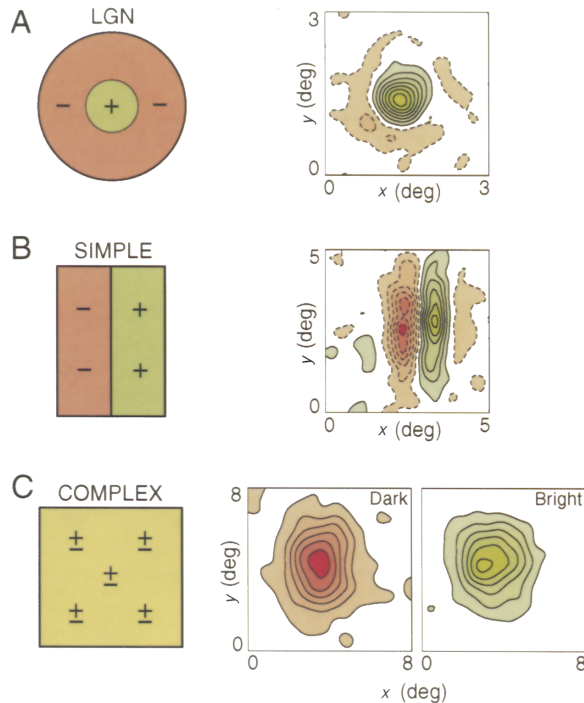 A
LGN
− + −
3
y (deg)
0
0
x (deg)
3
B
SIMPLE
− +
− +
5
y (deg)
0
0
x (deg)
5
C
COMPLEX
± ±
±
± ±
8
Dark
Bright
y (deg)
0
0
8
0
8
x (deg)